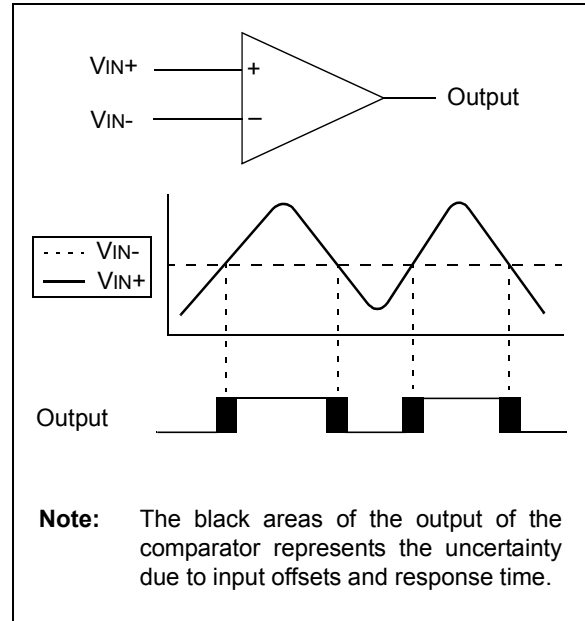 VIN+
+
Output
VIN-
–
VIN-
VIN+
Output
Note: The black areas of the output of the
comparator represents the uncertainty
due to input offsets and response time.